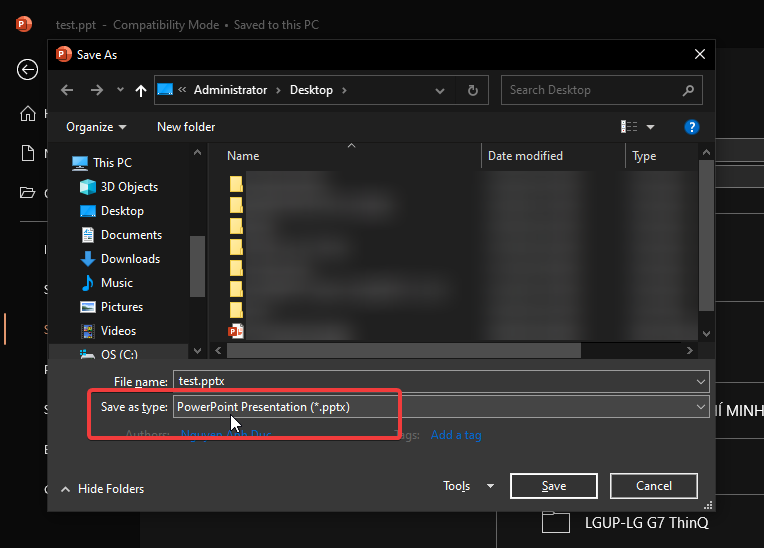 test.ppt - Compatibility Mode • Saved to this PC
Save As
Administrator
Desktop
Search Desktop
Organize
New folder
This PC
3D Objects
Desktop
Documents
Downloads
Music
Pictures
Videos
OS (C:)
Name
Date modified
Type
File name:
test.pptx
Save as type:
PowerPoint Presentation (*.pptx)
Authors:
Nguyen Anh Duc
Tags:
Add a tag
Hide Folders
Tools
Save
Cancel
HÍ MINH
LGUP-LG G7 ThinQ